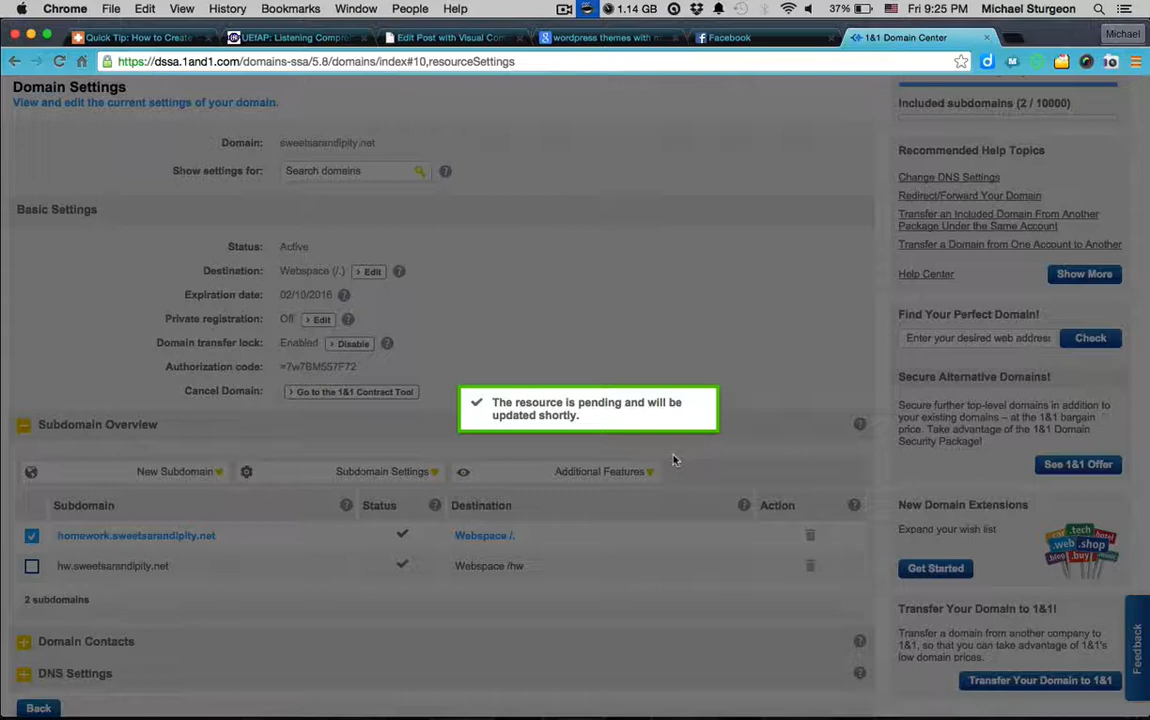 Chrome File Edit View History Bookmarks Window People Help 1.14 GB 37% Fri 9:25 PM Michael Sturgeon
Quick Tip: How to Create UEfAP: Listening Compre Edit Post with Visual Con wordpress themes with m Facebook 1&1 Domain Center Michael
https://dssa.1and1.com/domains-ssa/5.8/domains/index#10,resourceSettings
Domain Settings
View and edit the current settings of your domain.
Domain: sweetsarandipity.net
Show settings for: Search domains
Basic Settings
Status: Active
Destination: Webspace (/.) Edit
Expiration date: 02/10/2016
Private registration: Off Edit
Domain transfer lock: Enabled Disable
Authorization code: =7w7BM557F72
Cancel Domain: Go to the 1&1 Contract Tool
The resource is pending and will be
updated shortly.
Subdomain Overview
New Subdomain Subdomain Settings Additional Features
Subdomain Status Destination Action
homework.sweetsarandipity.net Webspace /.
hw.sweetsarandipity.net Webspace /hw
2 subdomains
Domain Contacts
DNS Settings
Back
Included subdomains (2 / 10000)
Recommended Help Topics
Change DNS Settings
Redirect/Forward Your Domain
Transfer an Included Domain From Another
Package Under the Same Account
Transfer a Domain from One Account to Another
Help Center Show More
Find Your Perfect Domain!
Enter your desired web address Check
Secure Alternative Domains!
Secure further top-level domains in addition to
your existing domains – at the 1&1 bargain
price. Take advantage of the 1&1 Domain
Security Package!
See 1&1 Offer
New Domain Extensions
Expand your wish list
Get Started
.tech
.web .shop
.buy
Transfer Your Domain to 1&1!
Transfer a domain from another company to
1&1, so that you can take advantage of 1&1's
low domain prices.
Transfer Your Domain to 1&1
Feedback